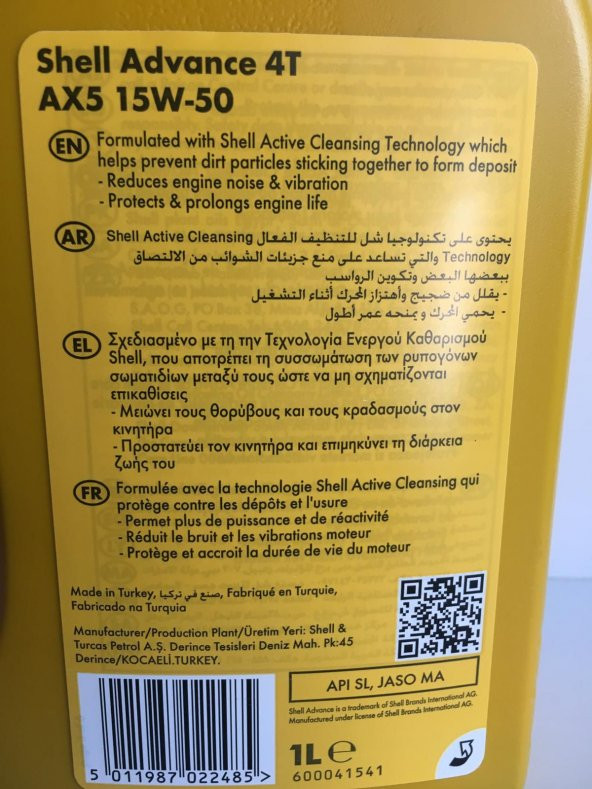 Shell Advance 4T
AX5 15W-50
EN Formulated with Shell Active Cleansing Technology which
helps prevent dirt particles sticking together to form deposit
- Reduces engine noise & vibration
- Protects & prolongs engine life
AR يحتوى على تكنولوجيا شل للتنظيف الفعال Shell Active Cleansing
Technology والتي تساعد على منع جزيئات الشوائب من الالتصاق
ببعضها البعض وتكوين الرواسب
- يقلل من ضجيج وأهتزاز المحرك أثناء التشغيل
- يحمي المحرك و يمنحه عمر أطول
EL Σχεδιασμένο με τη την Τεχνολογία Ενεργού Καθαρισμού
Shell, που αποτρέπει τη συσσωμάτωση των ρυπογόνων
σωματιδίων μεταξύ τους ώστε να μη σχηματίζονται
επικαθίσεις
- Μειώνει τους θορύβους και τους κραδασμούς στον
κινητήρα
- Προστατεύει τον κινητήρα και επιμηκύνει τη διάρκεια
ζωής του
FR Formulée avec la technologie Shell Active Cleansing qui
protège contre les dépôts et l'usure
- Permet plus de puissance et de réactivité
- Réduit le bruit et les vibrations moteur
- Protège et accroit la durée de vie du moteur
Made in Turkey, صنع في تركيا, Fabriqué en Turquie,
Fabricado na Turquia
Manufacturer/Production Plant/Üretim Yeri: Shell &
Turcas Petrol A.Ş. Derince Tesisleri Deniz Mah. Pk:45
Derince/KOCAELİ.TURKEY.
API SL, JASO MA
Shell Advance is a trademark of Shell Brands International AG.
Manufactured under license of Shell Brands International AG.
1L e
600041541
5 011987 022485 >